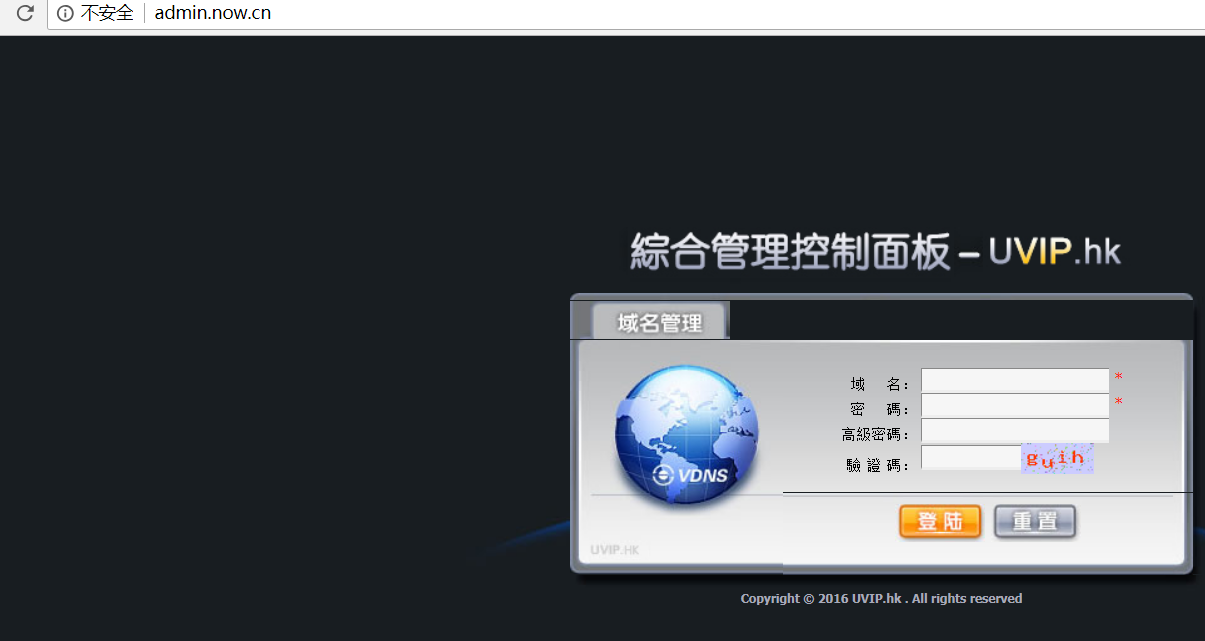 不安全 admin.now.cn
綜合管理控制面板－UVIP.hk
域名管理
域 名： *
密 碼： *
高級密碼：
驗 證 碼： guih
VDNS
登 陆 重 置
UVIP.HK
Copyright © 2016 UVIP.hk . All rights reserved